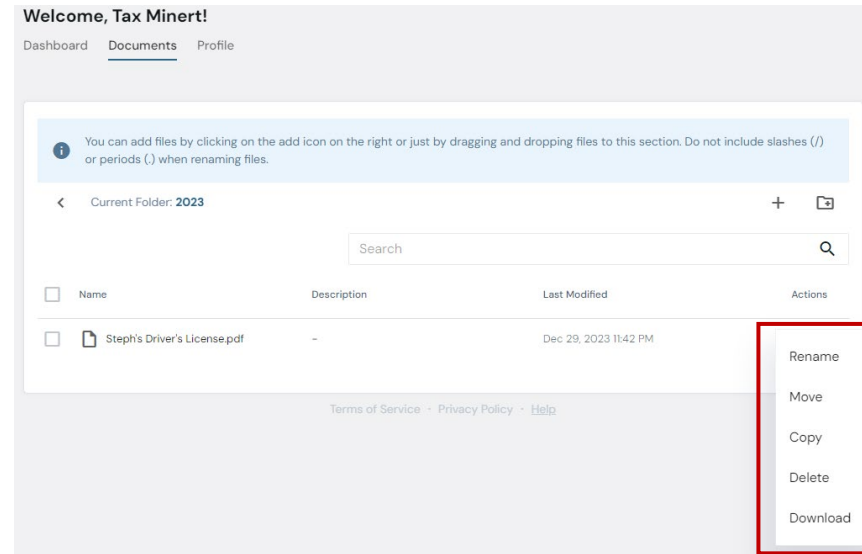 Welcome, Tax Minert!
Dashboard Documents Profile
You can add files by clicking on the add icon on the right or just by dragging and dropping files to this section. Do not include slashes (/)
or periods (.) when renaming files.
Current Folder: 2023
Search
Name Description Last Modified Actions
Steph's Driver's License.pdf - Dec 29, 2023 11:42 PM
Rename
Terms of Service · Privacy Policy · Help
Move
Copy
Delete
Download